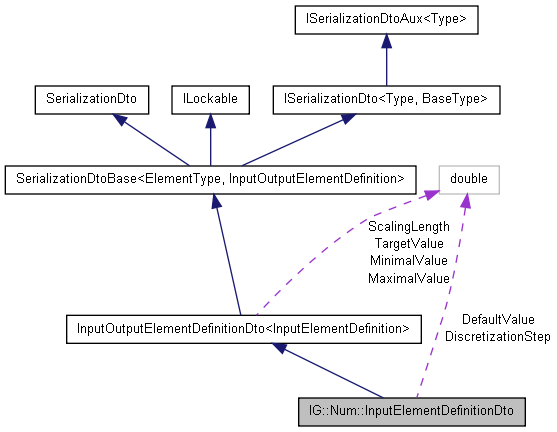 ISerializationDtoAux<Type>
SerializationDto
ILockable
ISerializationDto<Type, BaseType>
SerializationDtoBase<ElementType, InputOutputElementDefinition>
double
ScalingLength
TargetValue
MinimalValue
MaximalValue
InputOutputElementDefinitionDto<InputElementDefinition>
DefaultValue
DiscretizationStep
IG::Num::InputElementDefinitionDto